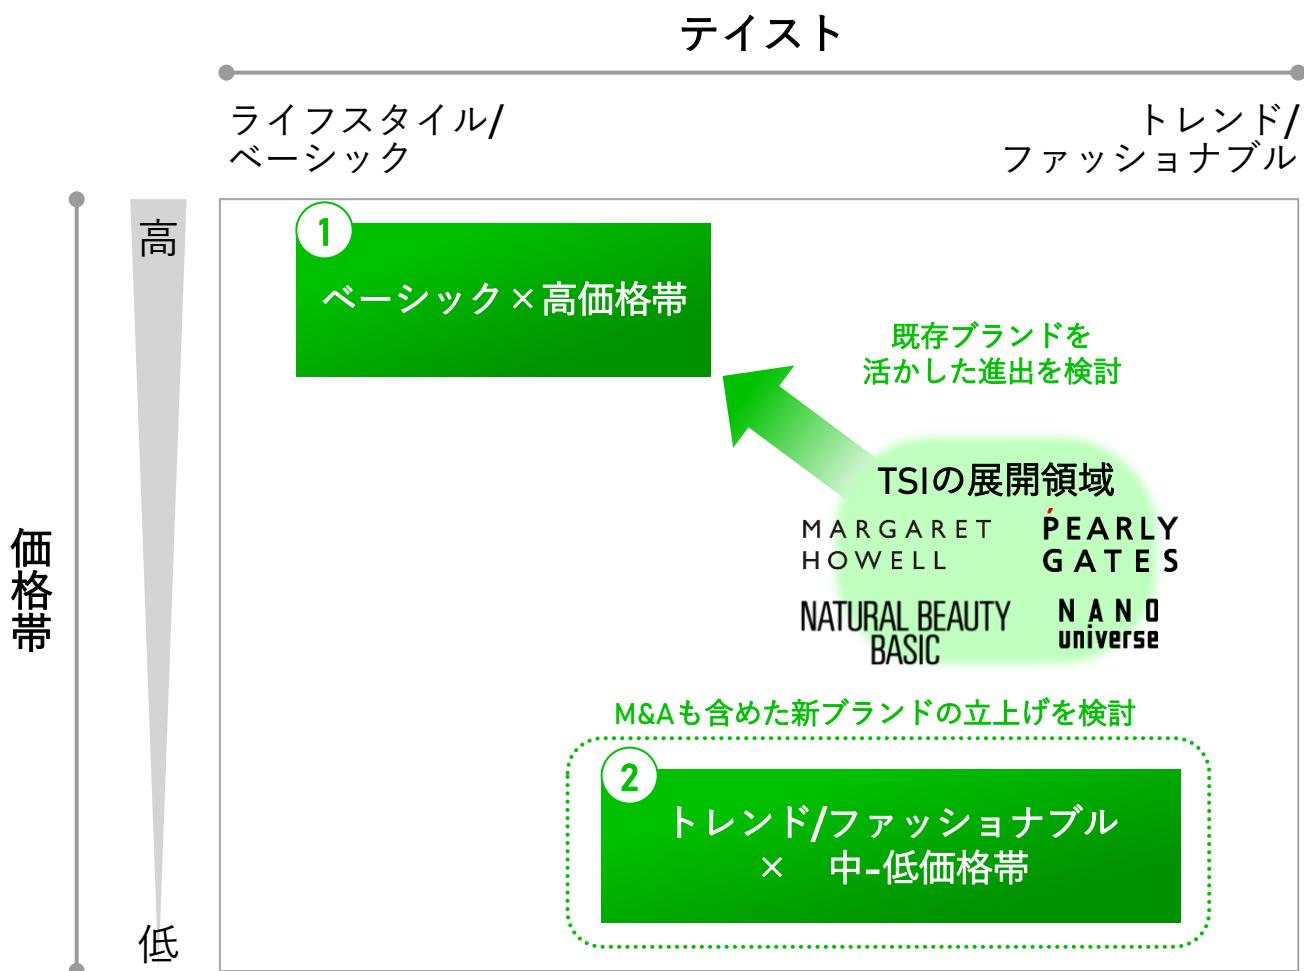 テイスト
ライフスタイル/
ベーシック
トレンド/
ファッショナブル
価格帯
高
低
1
ベーシック×高価格帯
既存ブランドを
活かした進出を検討
TSIの展開領域
MARGARET
HOWELL
PEARLY
GATES
NATURAL BEAUTY
BASIC
NANO
universe
M&Aも含めた新ブランドの立上げを検討
2
トレンド/ファッショナブル
× 中-低価格帯